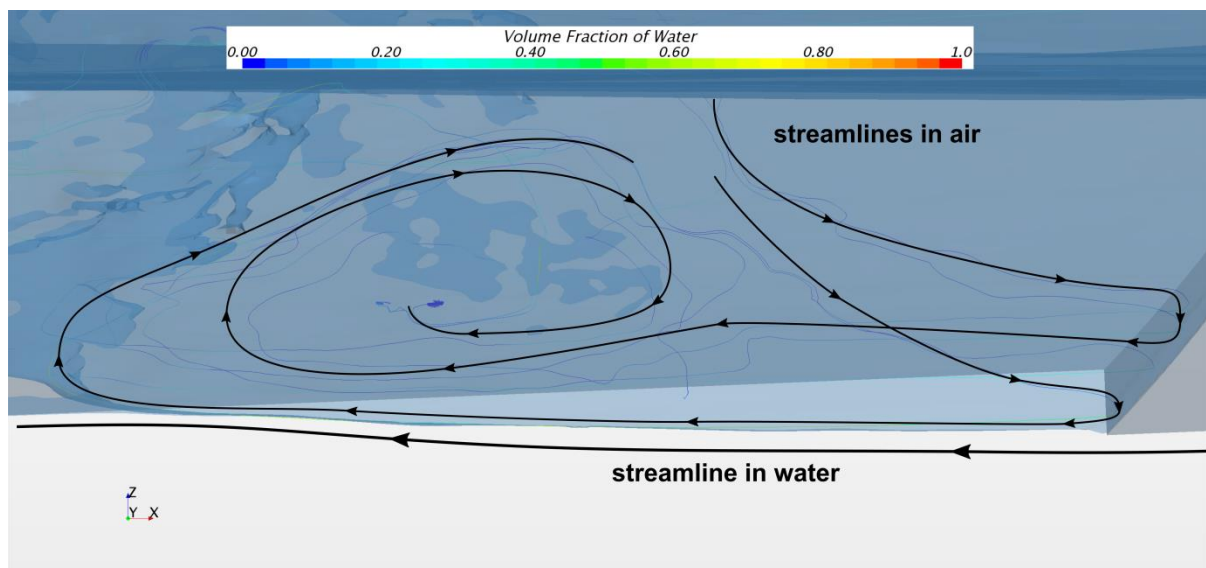 Volume Fraction of Water
0.00 0.20 0.40 0.60 0.80 1.0
streamlines in air
streamline in water
Z
Y X